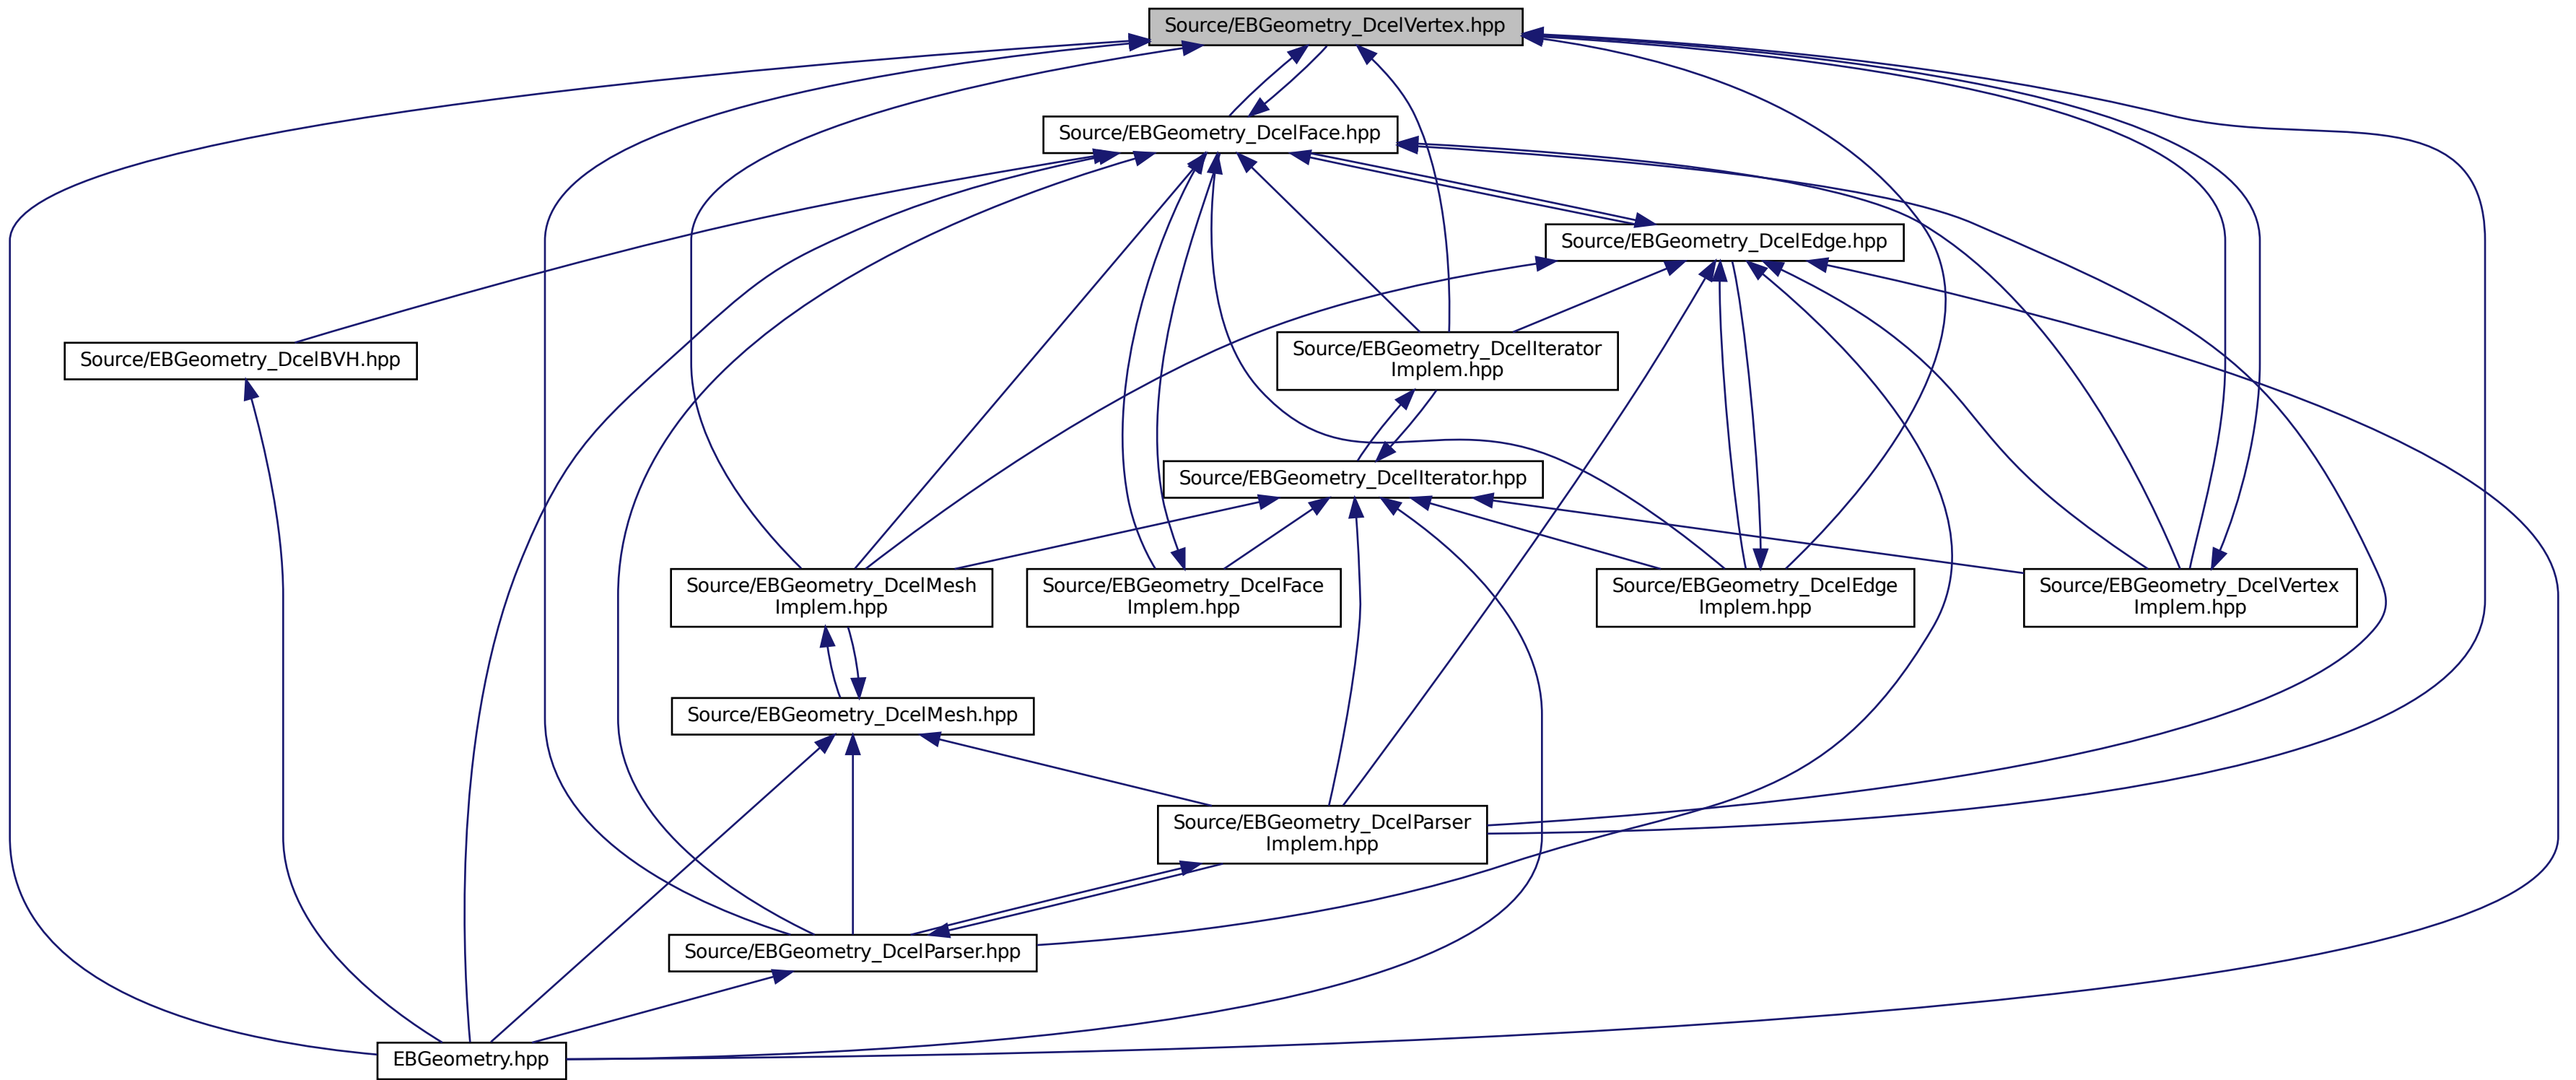 Source/EBGeometry_DcelVertex.hpp
Source/EBGeometry_DcelFace.hpp
Source/EBGeometry_DcelEdge.hpp
Source/EBGeometry_DcelBVH.hpp
Source/EBGeometry_DcelIterator
Implem.hpp
Source/EBGeometry_DcelIterator.hpp
Source/EBGeometry_DcelMesh
Implem.hpp
Source/EBGeometry_DcelFace
Implem.hpp
Source/EBGeometry_DcelEdge
Implem.hpp
Source/EBGeometry_DcelVertex
Implem.hpp
Source/EBGeometry_DcelMesh.hpp
Source/EBGeometry_DcelParser
Implem.hpp
Source/EBGeometry_DcelParser.hpp
EBGeometry.hpp